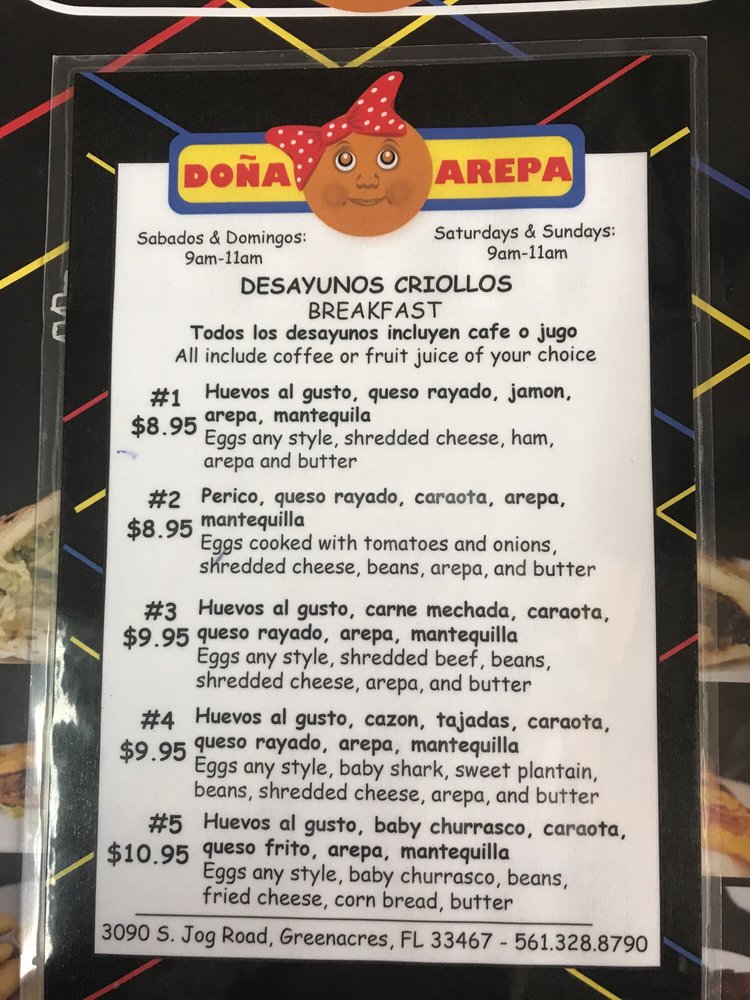 DOÑA AREPA
Sabados & Domingos:
9am-11am
Saturdays & Sundays:
9am-11am
DESAYUNOS CRIOLLOS
BREAKFAST
Todos los desayunos incluyen cafe o jugo
All include coffee or fruit juice of your choice
#1 Huevos al gusto, queso rayado, jamon,
$8.95 arepa, mantequila
Eggs any style, shredded cheese, ham,
arepa and butter
#2 Perico, queso rayado, caraota, arepa,
$8.95 mantequilla
Eggs cooked with tomatoes and onions,
shredded cheese, beans, arepa, and butter
#3 Huevos al gusto, carne mechada, caraota,
$9.95 queso rayado, arepa, mantequilla
Eggs any style, shredded beef, beans,
shredded cheese, arepa, and butter
#4 Huevos al gusto, cazon, tajadas, caraota,
$9.95 queso rayado, arepa, mantequilla
Eggs any style, baby shark, sweet plantain,
beans, shredded cheese, arepa, and butter
#5 Huevos al gusto, baby churrasco, caraota,
$10.95 queso frito, arepa, mantequilla
Eggs any style, baby churrasco, beans,
fried cheese, corn bread, butter
3090 S. Jog Road, Greenacres, FL 33467 - 561.328.8790